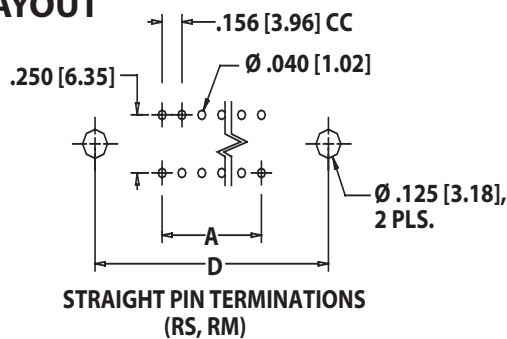 .156 [3.96] CC
.250 [6.35]
Ø .040 [1.02]
Ø .125 [3.18],
2 PLS.
A
D
STRAIGHT PIN TERMINATIONS
(RS, RM)